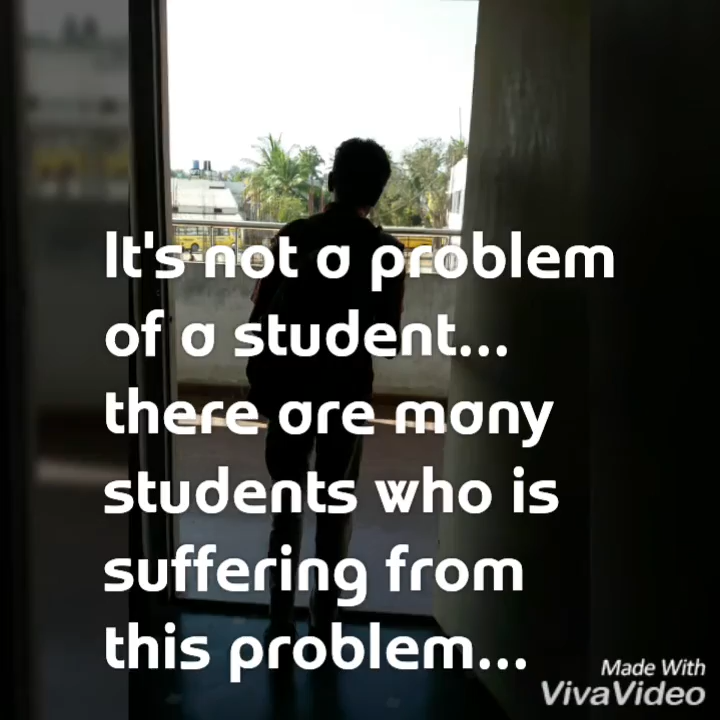 It's not a problem
of a student...
there are many
students who is
suffering from
this problem...
Made With
VivaVideo